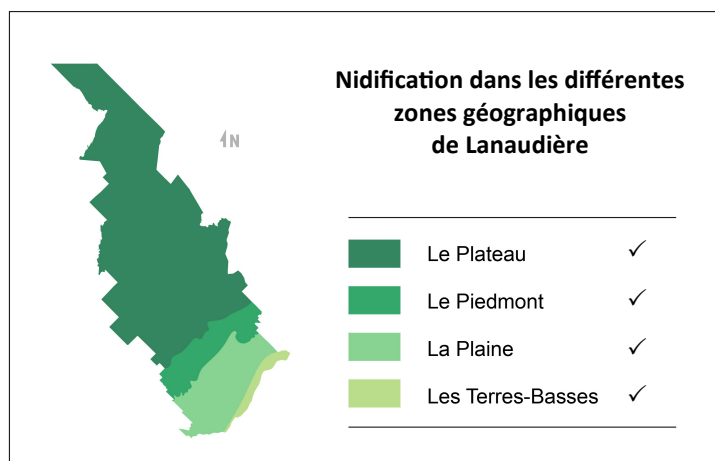 Nidification dans les différentes
zones géographiques
de Lanaudière
N
Le Plateau ✓
Le Piedmont ✓
La Plaine ✓
Les Terres-Basses ✓